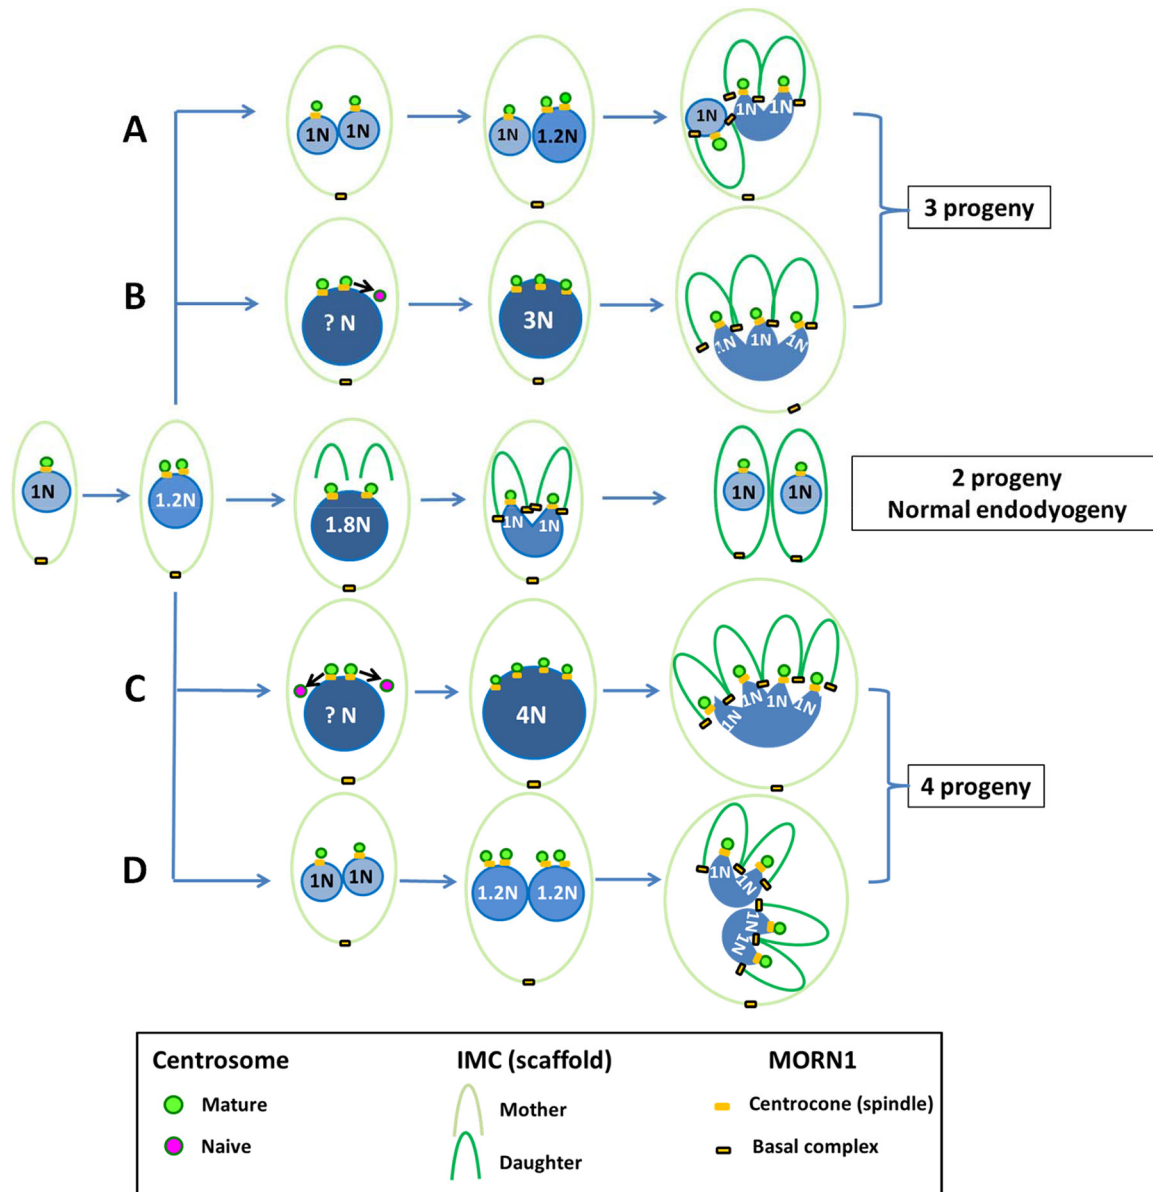 A
1N
1N
1N
1.2N
1N
1N
1N
3 progeny
B
? N
3N
1N
1N
1N
1N
1.2N
1.8N
1N
1N
1N
1N
2 progeny
Normal endodyogeny
C
? N
4N
1N
1N
1N
1N
4 progeny
D
1N
1N
1.2N
1.2N
1N
1N
1N
1N
Centrosome
Mature
Naive
IMC (scaffold)
Mother
Daughter
MORN1
Centrocone (spindle)
Basal complex